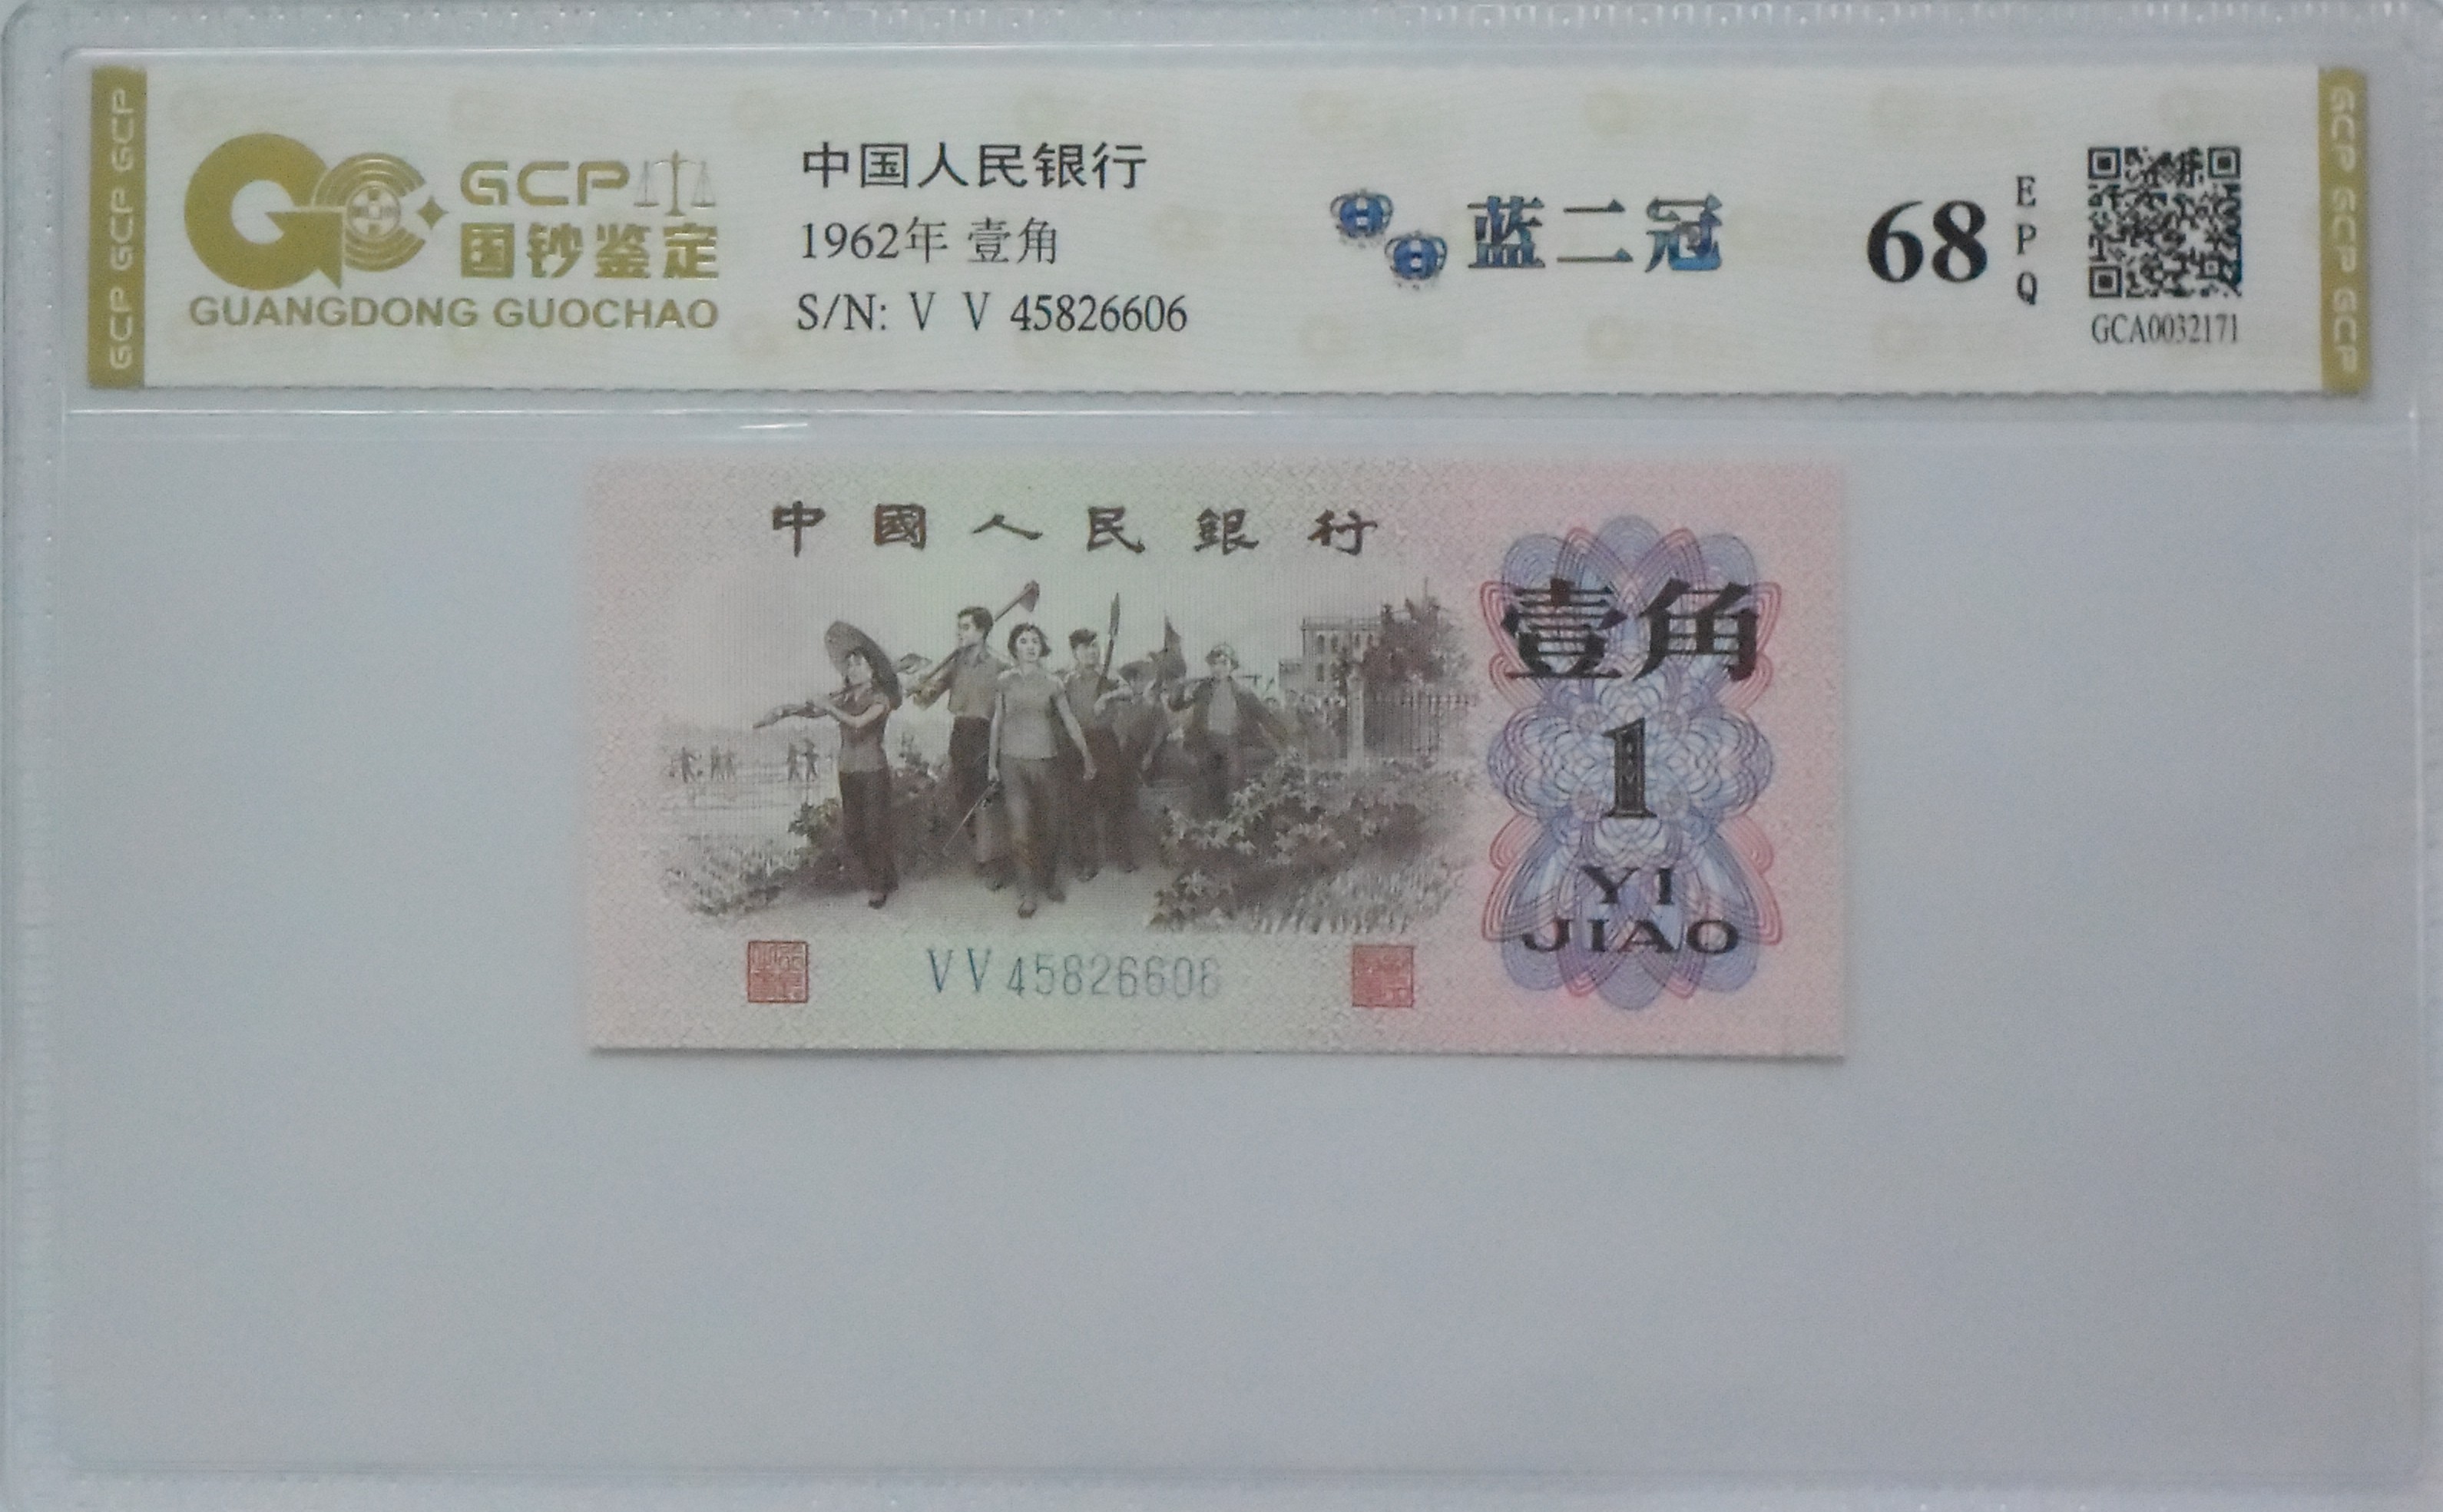 GCP GCP GCP
GCP
国钞鉴定
GUANGDONG GUOCHAO
中国人民银行
1962年 壹角
S/N: V V 45826606
蓝二冠
68
E
P
Q
GCA0032171
GCP GCP GCP
中國人民銀行
壹角
1
YI
JIAO
VV45826606